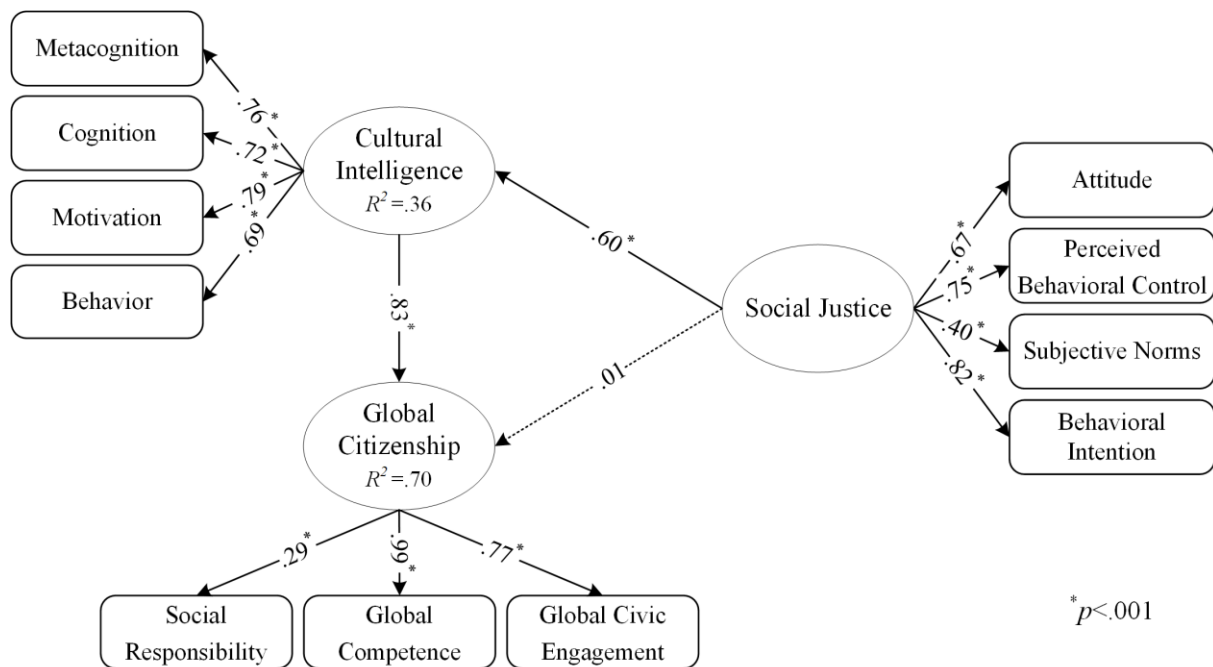 Metacognition
Cognition
Motivation
Behavior
.76*
.72*
.79*
.69*
Cultural
Intelligence
R²=.36
.60*
.83*
.01
Social Justice
.67*
.75*
.40*
.82*
Attitude
Perceived
Behavioral Control
Subjective Norms
Behavioral
Intention
Global
Citizenship
R²=.70
.29*
.99*
.77*
Social
Responsibility
Global
Competence
Global Civic
Engagement
*p<.001